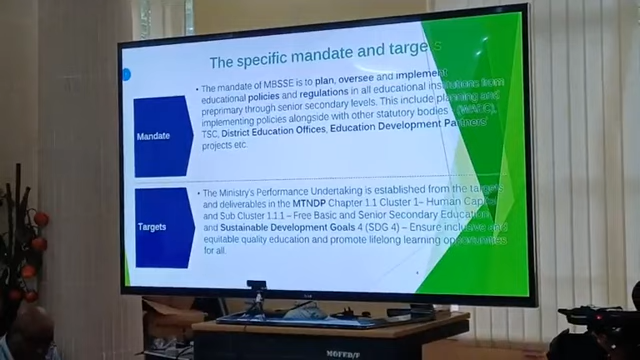 The specific mandate and targets
• The mandate of MBSSE is to plan, oversee and implement
educational policies and regulations in all educational institutions from
preprimary through senior secondary levels. This include planning and
implementing policies alongside with other statutory bodies - (WAEC),
TSC, District Education Offices, Education Development Partners'
projects etc.
Mandate
• The Ministry's Performance Undertaking is established from the targets
and deliverables in the MTNDP Chapter 1.1 Cluster 1– Human Capital
and Sub Cluster 1.1.1 – Free Basic and Senior Secondary Education,
and Sustainable Development Goals 4 (SDG 4) – Ensure inclusive and
equitable quality education and promote lifelong learning opportunities
for all.
Targets
LG
MOFED/F